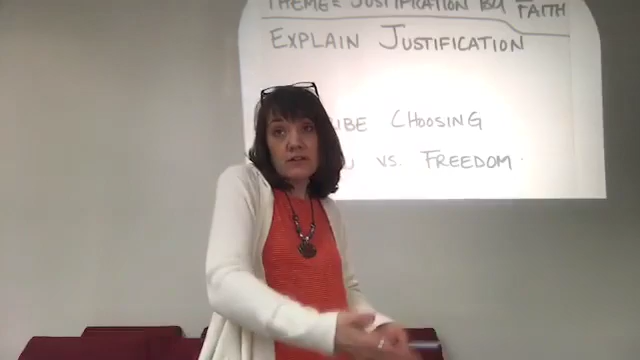 THEME = JUSTIFICATION BY FAITH
EXPLAIN JUSTIFICATION
CHOOSING
VS. FREEDOM.